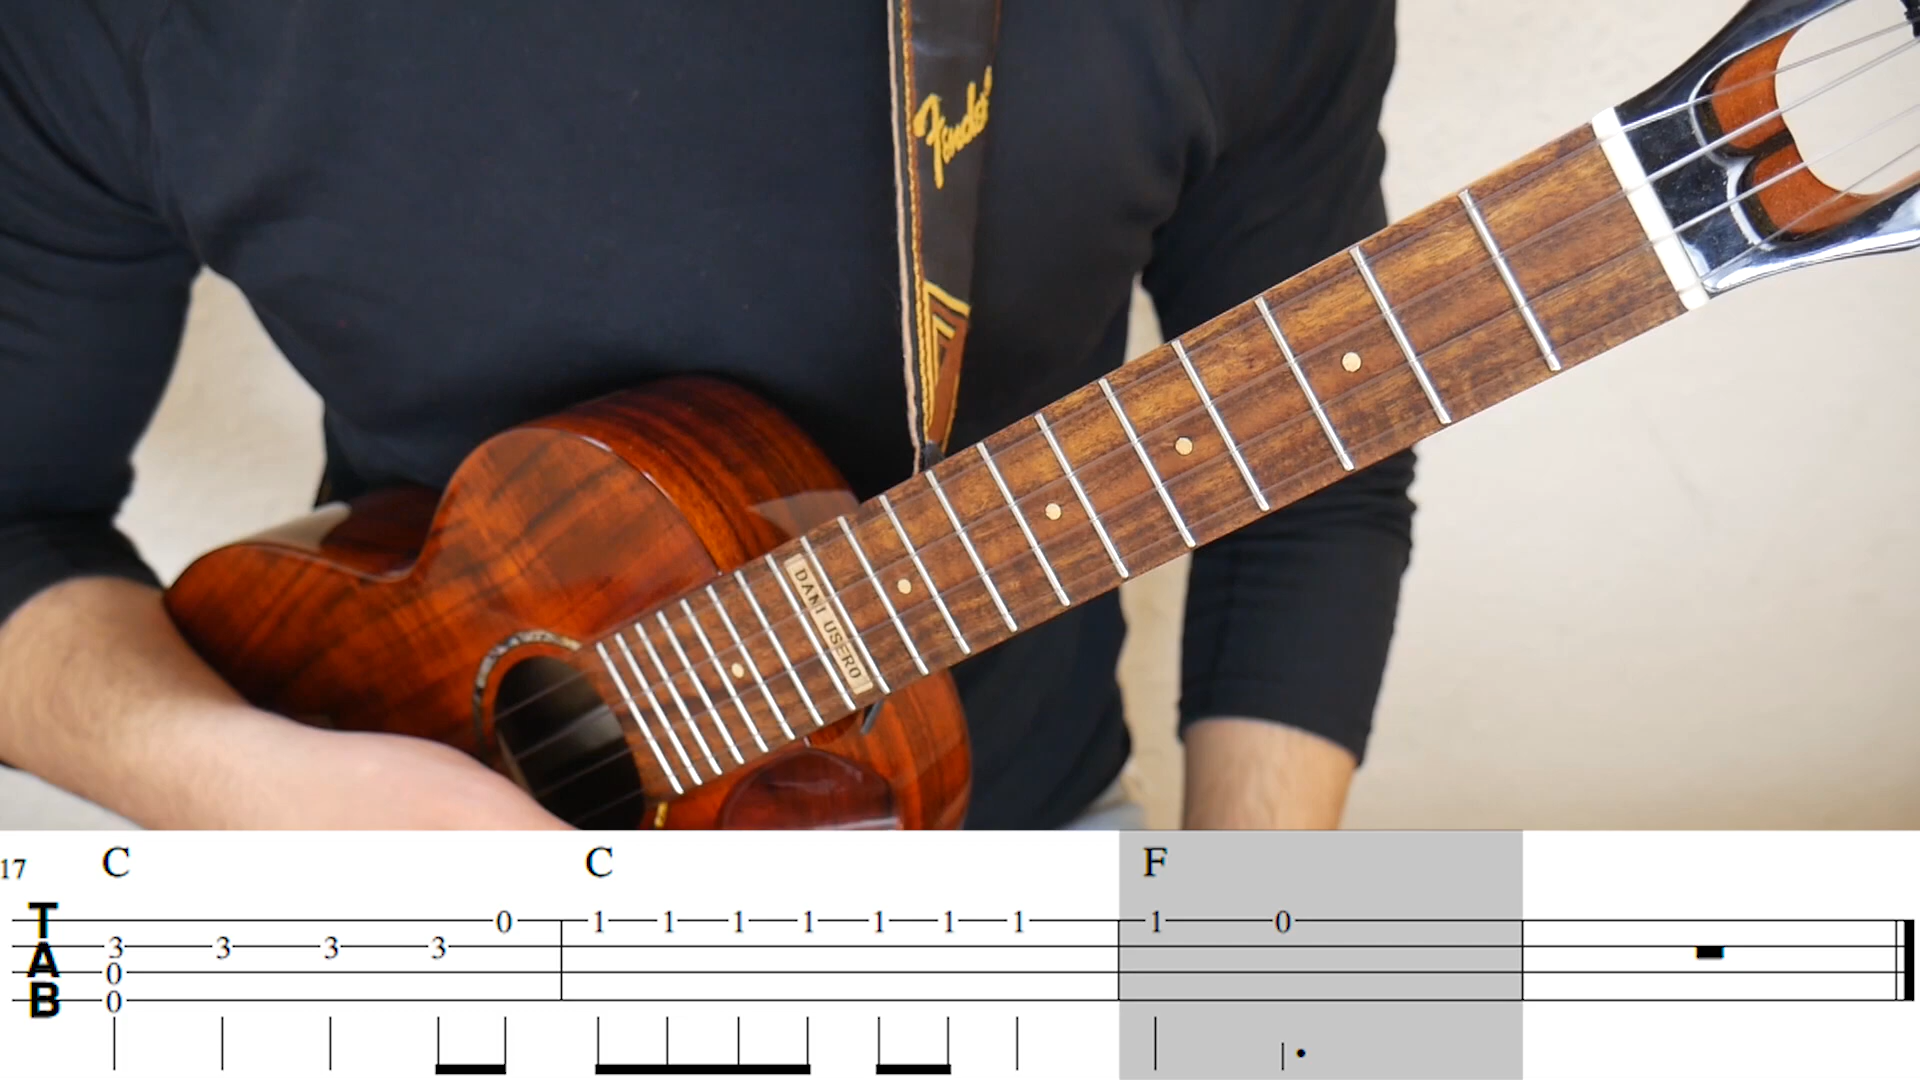 Fender
DANI USERO
17 C C F
T A B
0 1 1 1 1 1 1 1 1 0
3 3 3 3
0
0